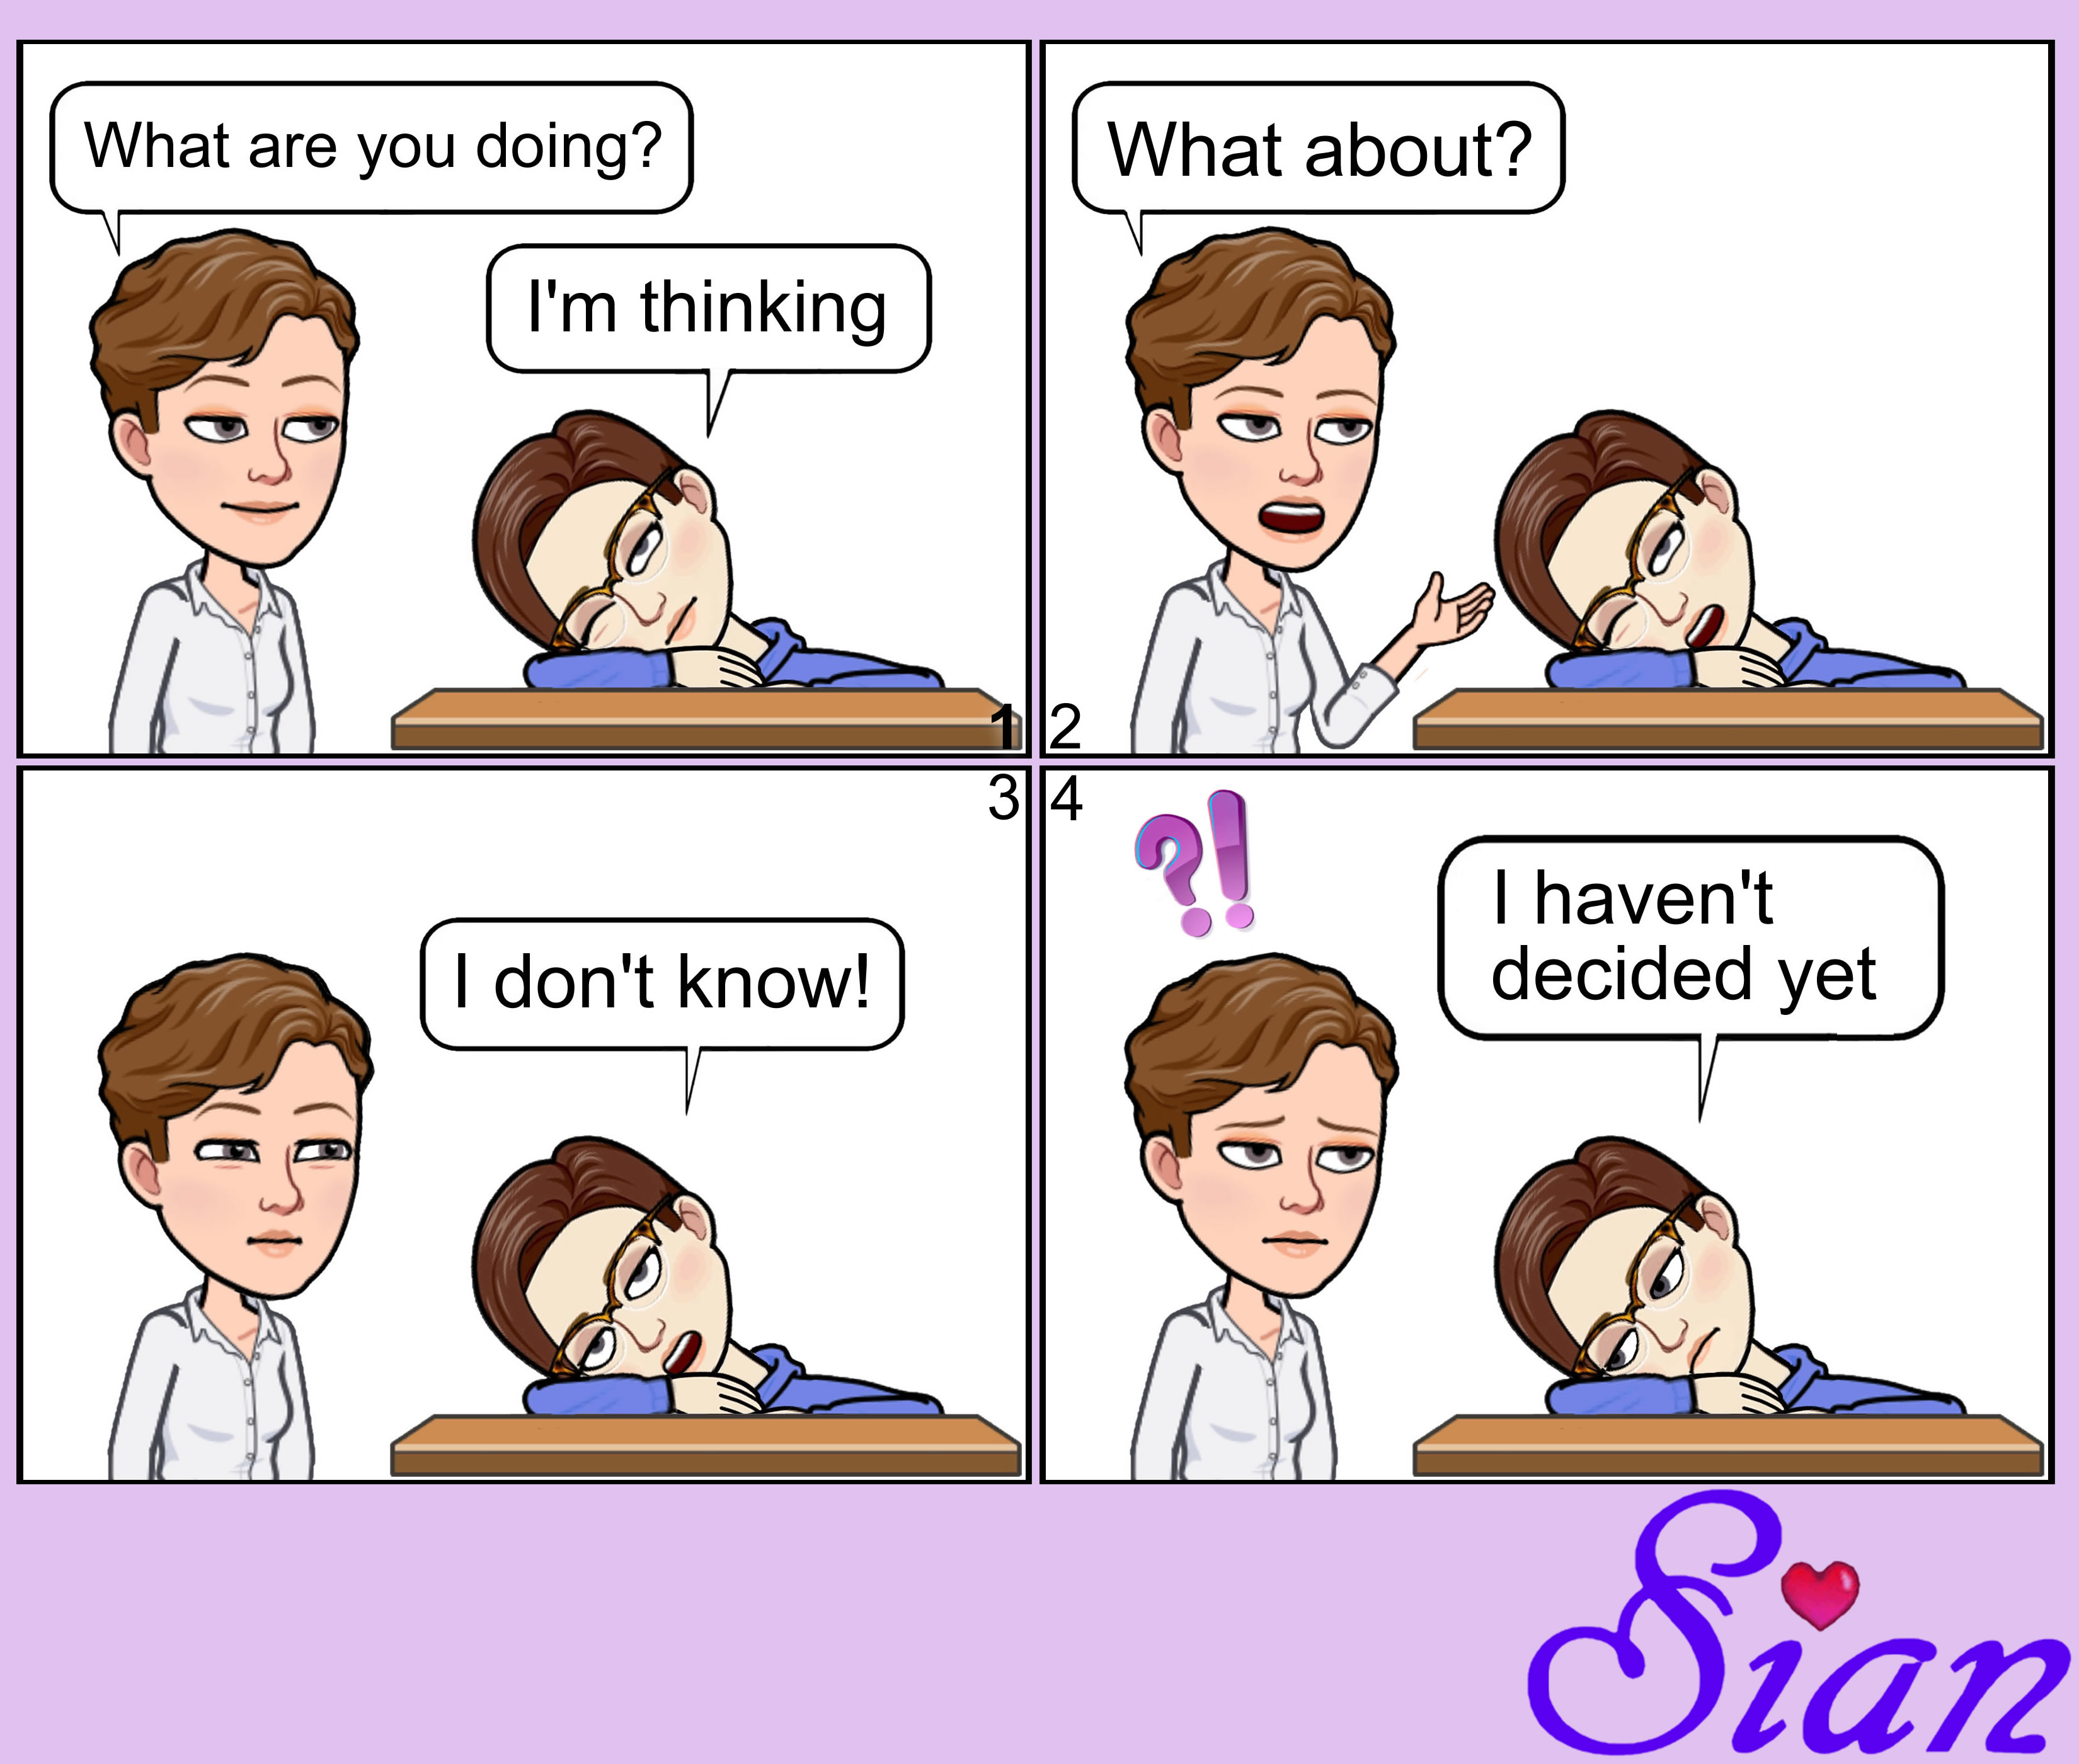 What are you doing?
I'm thinking
1
2
What about?
3
I don't know!
4
?!
I haven't
decided yet
Sian